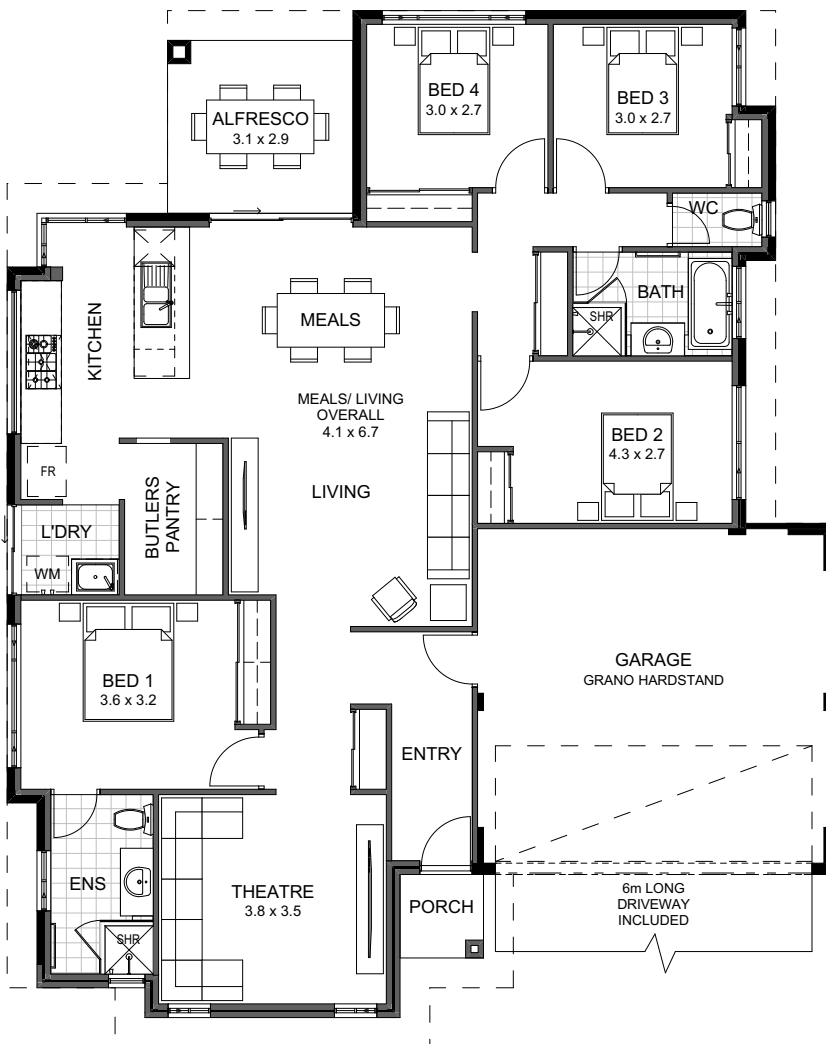 BED 4
3.0 x 2.7
BED 3
3.0 x 2.7
ALFRESCO
3.1 x 2.9
WC
BATH
SHR
KITCHEN
MEALS
MEALS/ LIVING
OVERALL
4.1 x 6.7
BED 2
4.3 x 2.7
FR
LIVING
BUTLERS
PANTRY
L'DRY
WM
BED 1
3.6 x 3.2
GARAGE
GRANO HARDSTAND
ENTRY
ENS
SHR
THEATRE
3.8 x 3.5
PORCH
6m LONG
DRIVEWAY
INCLUDED